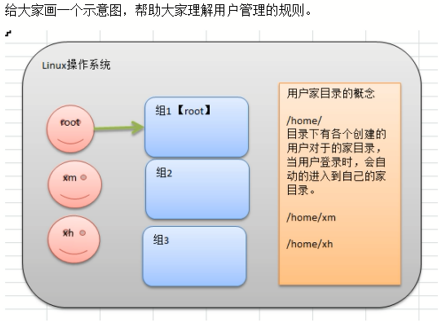 给大家画一个示意图，帮助大家理解用户管理的规则。
Linux操作系统
root
xm
xh
组1【root】
组2
组3
用户家目录的概念
/home/
目录下有各个创建的
用户对于的家目录，
当用户登录时，会自
动的进入到自己的家
目录。
/home/xm
/home/xh